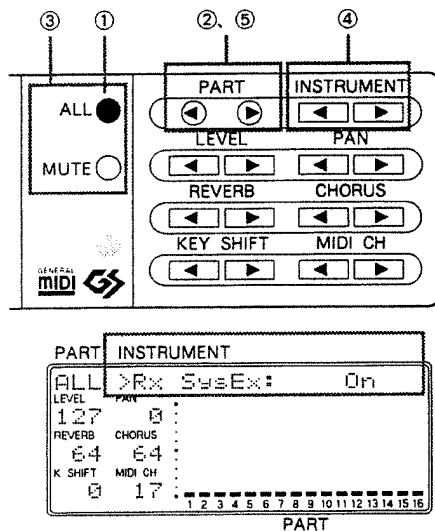 ③ ① ②、⑤ ④
PART INSTRUMENT
ALL
LEVEL PAN
MUTE
REVERB CHORUS
KEY SHIFT MIDI CH
GENERAL
MIDI GS
PART INSTRUMENT
ALL >Rx SysEx: On
LEVEL PAN
127 0
REVERB CHORUS
64 64
K SHIFT MIDI CH
0 17
1 2 3 4 5 6 7 8 9 10 11 12 13 14 15 16
PART